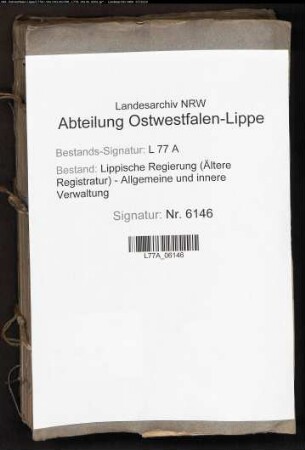 Landesarchiv NRW
Abteilung Ostwestfalen-Lippe
Bestands-Signatur: L 77 A
Bestand: Lippische Regierung (Ältere
Registratur) - Allgemeine und innere
Verwaltung
Signatur: Nr. 6146
L77A_06146